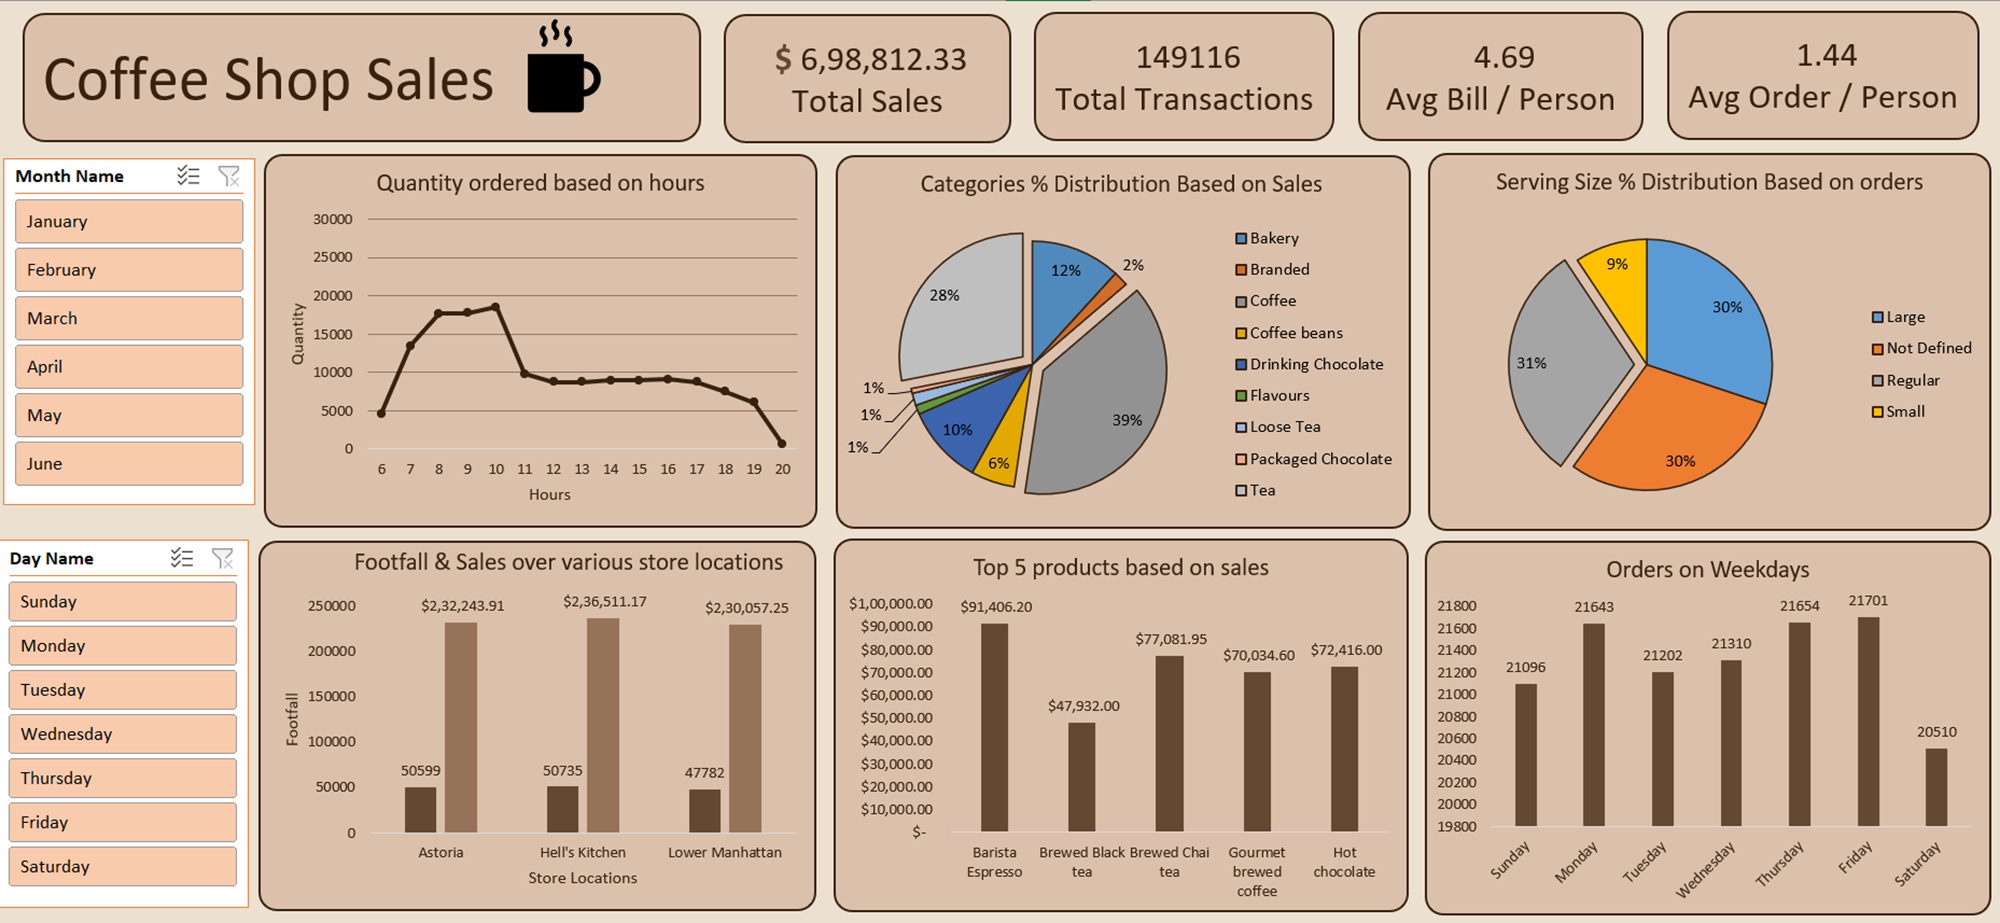 Coffee Shop Sales
$ 6,98,812.33
Total Sales
149116
Total Transactions
4.69
Avg Bill / Person
1.44
Avg Order / Person
Month Name
January
February
March
April
May
June
Quantity ordered based on hours
Quantity
30000
25000
20000
15000
10000
5000
0
6 7 8 9 10 11 12 13 14 15 16 17 18 19 20
Hours
Categories % Distribution Based on Sales
12%
2%
39%
6%
10%
1%
1%
1%
28%
Bakery
Branded
Coffee
Coffee beans
Drinking Chocolate
Flavours
Loose Tea
Packaged Chocolate
Tea
Serving Size % Distribution Based on orders
30%
30%
31%
9%
Large
Not Defined
Regular
Small
Day Name
Sunday
Monday
Tuesday
Wednesday
Thursday
Friday
Saturday
Footfall & Sales over various store locations
Footfall
250000
200000
150000
100000
50000
0
50599 $2,32,243.91
50735 $2,36,511.17
47782 $2,30,057.25
Astoria Hell's Kitchen Lower Manhattan
Store Locations
Top 5 products based on sales
$1,00,000.00
$90,000.00
$80,000.00
$70,000.00
$60,000.00
$50,000.00
$40,000.00
$30,000.00
$20,000.00
$10,000.00
$-
$91,406.20
$47,932.00
$77,081.95
$70,034.60
$72,416.00
Barista
Espresso
Brewed Black
tea
Brewed Chai
tea
Gourmet
brewed
coffee
Hot
chocolate
Orders on Weekdays
21800
21600
21400
21200
21000
20800
20600
20400
20200
20000
19800
21096
21643
21202
21310
21654
21701
20510
Sunday
Monday
Tuesday
Wednesday
Thursday
Friday
Saturday